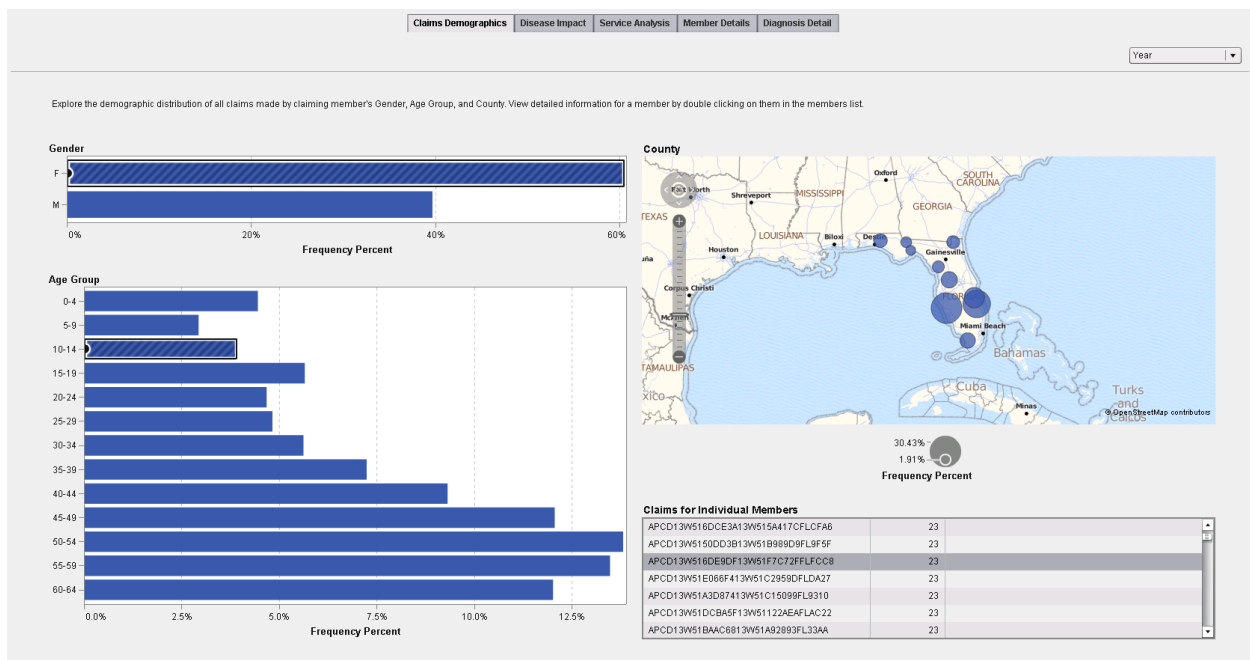 Claims Demographics
Disease Impact
Service Analysis
Member Details
Diagnosis Detail
Year
Explore the demographic distribution of all claims made by claiming member's Gender, Age Group, and County. View detailed information for a member by double clicking on them in the members list.
Gender
F
M
0% 20% 40% 60%
Frequency Percent
Age Group
0-4
5-9
10-14
15-19
20-24
25-29
30-34
35-39
40-44
45-49
50-54
55-59
60-64
0.0% 2.5% 5.0% 7.5% 10.0% 12.5%
Frequency Percent
County
Oxford
SOUTH
CAROLINA
Shreveport
MISSISSIPPI
GEORGIA
TEXAS
LOUISIANA
Biloxi
Houston
Gainesville
Corpus Christi
Miami Beach
Bahamas
TAMAULIPAS
Cuba
Turks
and
Caicos
Minas
© OpenStreetMap contributors
30.43%
1.91%
Frequency Percent
Claims for Individual Members
APCD13W516DCE3A13W515A417CFLCFA6 23
APCD13W5150DD3B13W51B989D9FL9F5F 23
APCD13W516DE9DF13W51F7C72FFLFCC8 23
APCD13W51E066F413W51C2959DFLDA27 23
APCD13W51A3D87413W51C15099FL9310 23
APCD13W51DCBA5F13W51122AEAFLAC22 23
APCD13W51BAAC6813W51A92893FL33AA 23